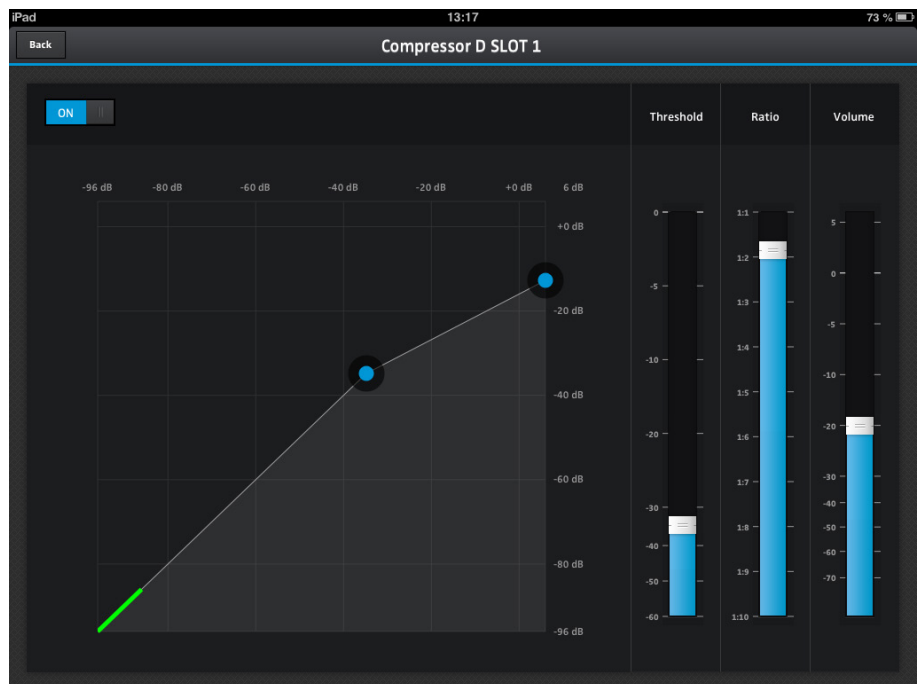 iPad 13:17 73 %
Back Compressor D SLOT 1
ON Threshold Ratio Volume
-96 dB -80 dB -60 dB -40 dB -20 dB +0 dB 6 dB
+0 dB
-20 dB
-40 dB
-60 dB
-80 dB
-96 dB
0
-5
-10
-20
-30
-40
-50
-60
1:1
1:2
1:3
1:4
1:5
1:6
1:7
1:8
1:9
1:10
5
0
-5
-10
-20
-30
-40
-50
-60
-70